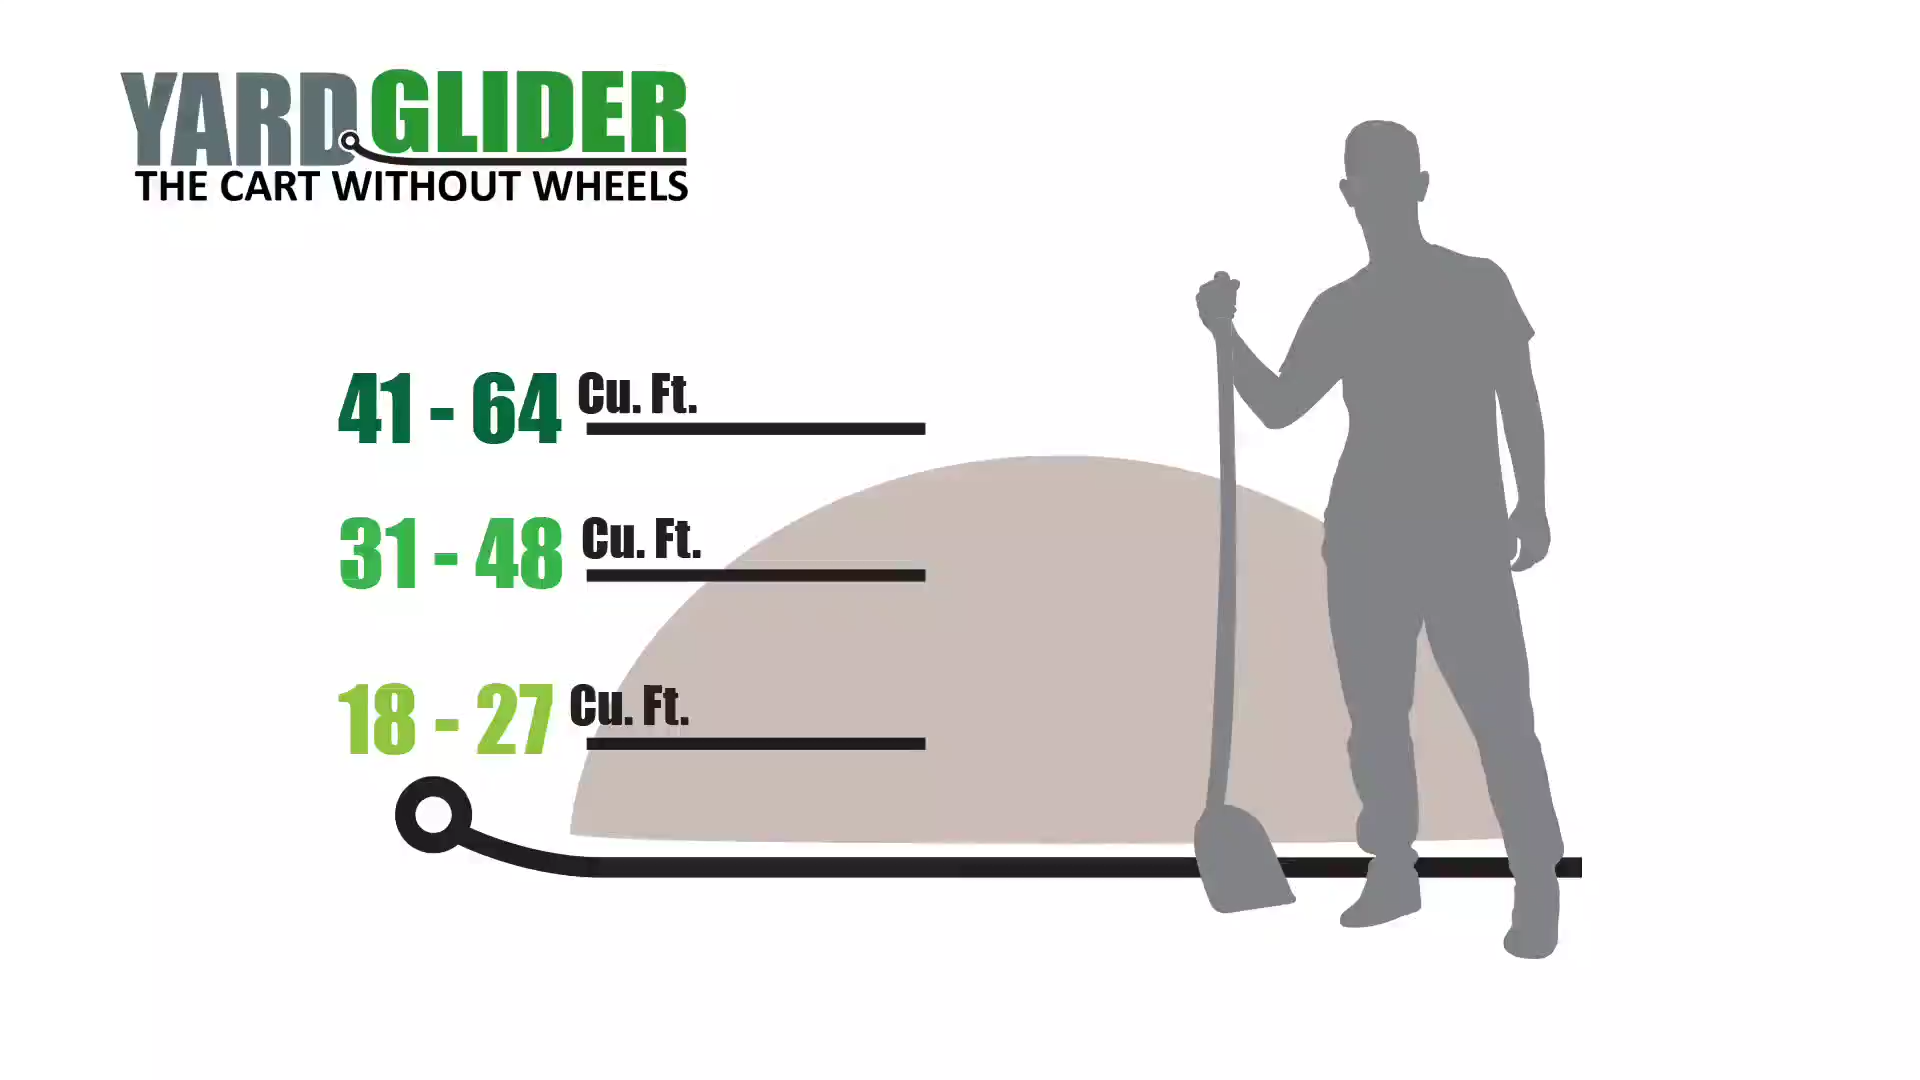 YARD GLIDER
THE CART WITHOUT WHEELS
41 - 64 Cu. Ft.
31 - 48 Cu. Ft.
18 - 27 Cu. Ft.